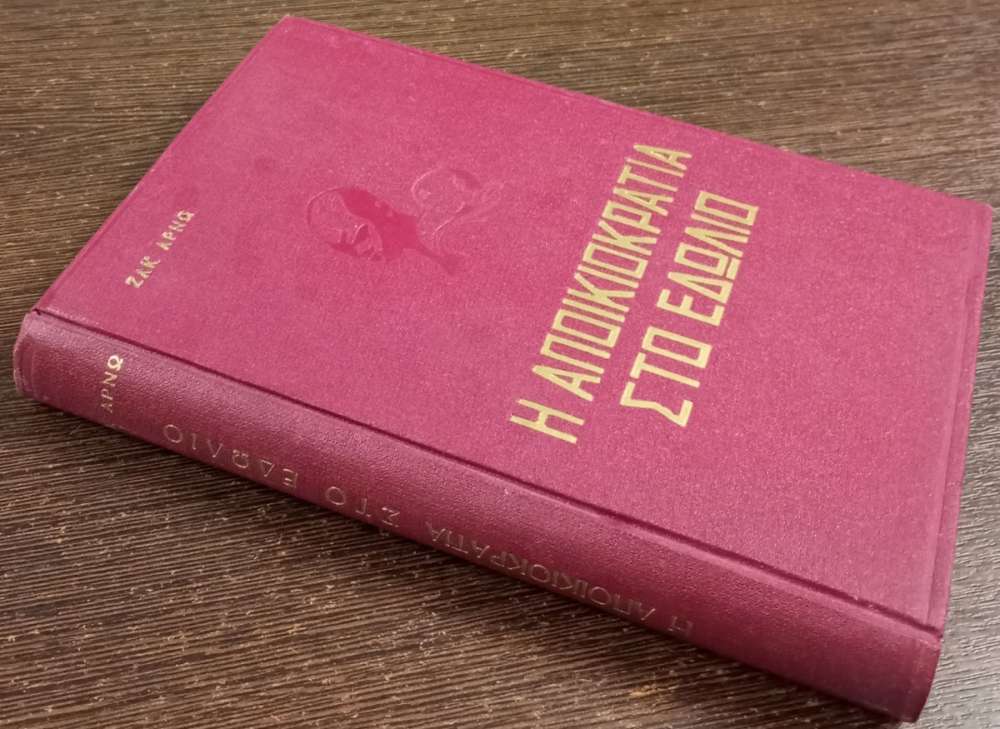 ΖΑΚ ΑΡΝΩ
Η ΑΠΟΙΚΙΟΚΡΑΤΙΑ
ΣΤΟ ΕΔΩΛΙΟ
ΑΡΝΩ
Η ΑΠΟΙΚΙΟΚΡΑΤΙΑ ΣΤΟ ΕΔΩΛΙΟ